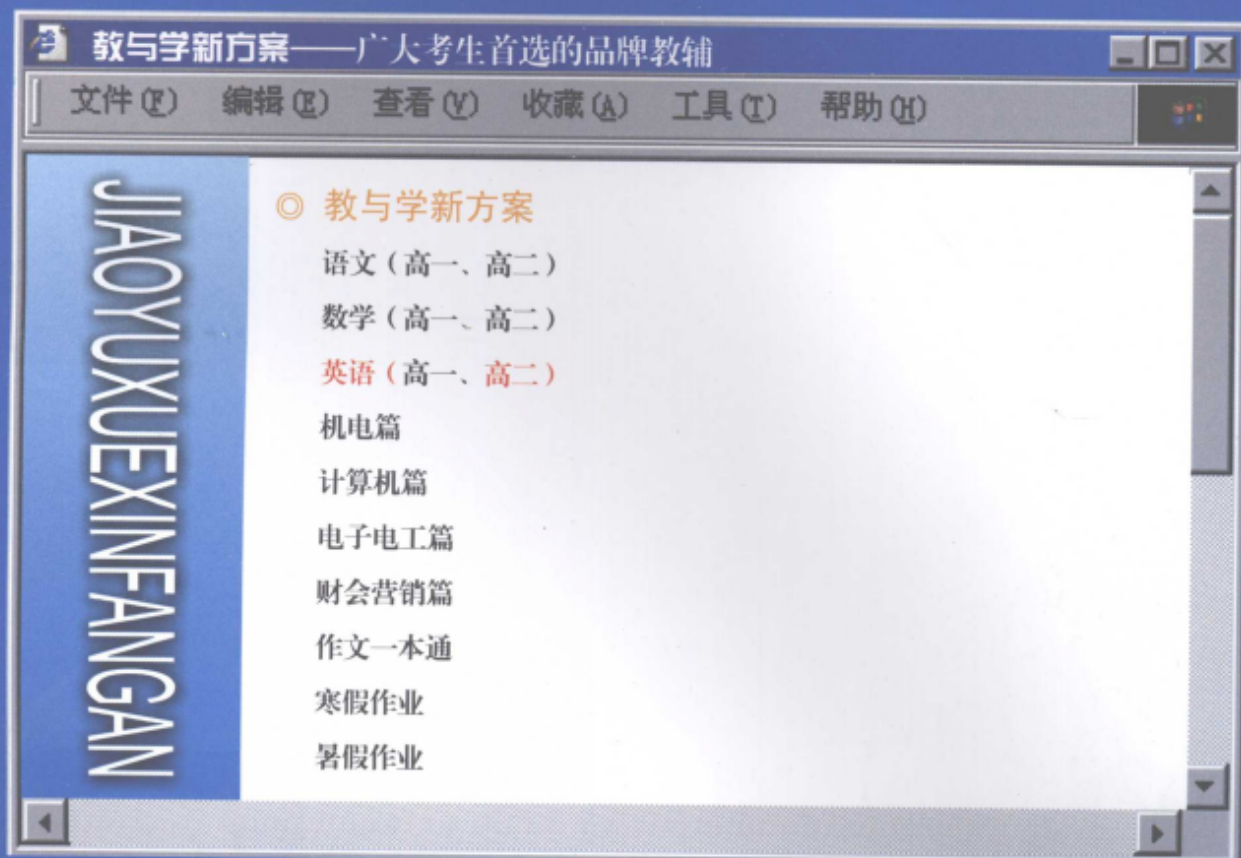 教与学新方案——广大考生首选的品牌教辅
文件(F) 编辑(E) 查看(V) 收藏(A) 工具(T) 帮助(H)
JIAOYUXUEXINFANGAN
◎ 教与学新方案
语文(高一、高二)
数学(高一、高二)
英语(高一、高二)
机电篇
计算机篇
电子电工篇
财会营销篇
作文一本通
寒假作业
暑假作业